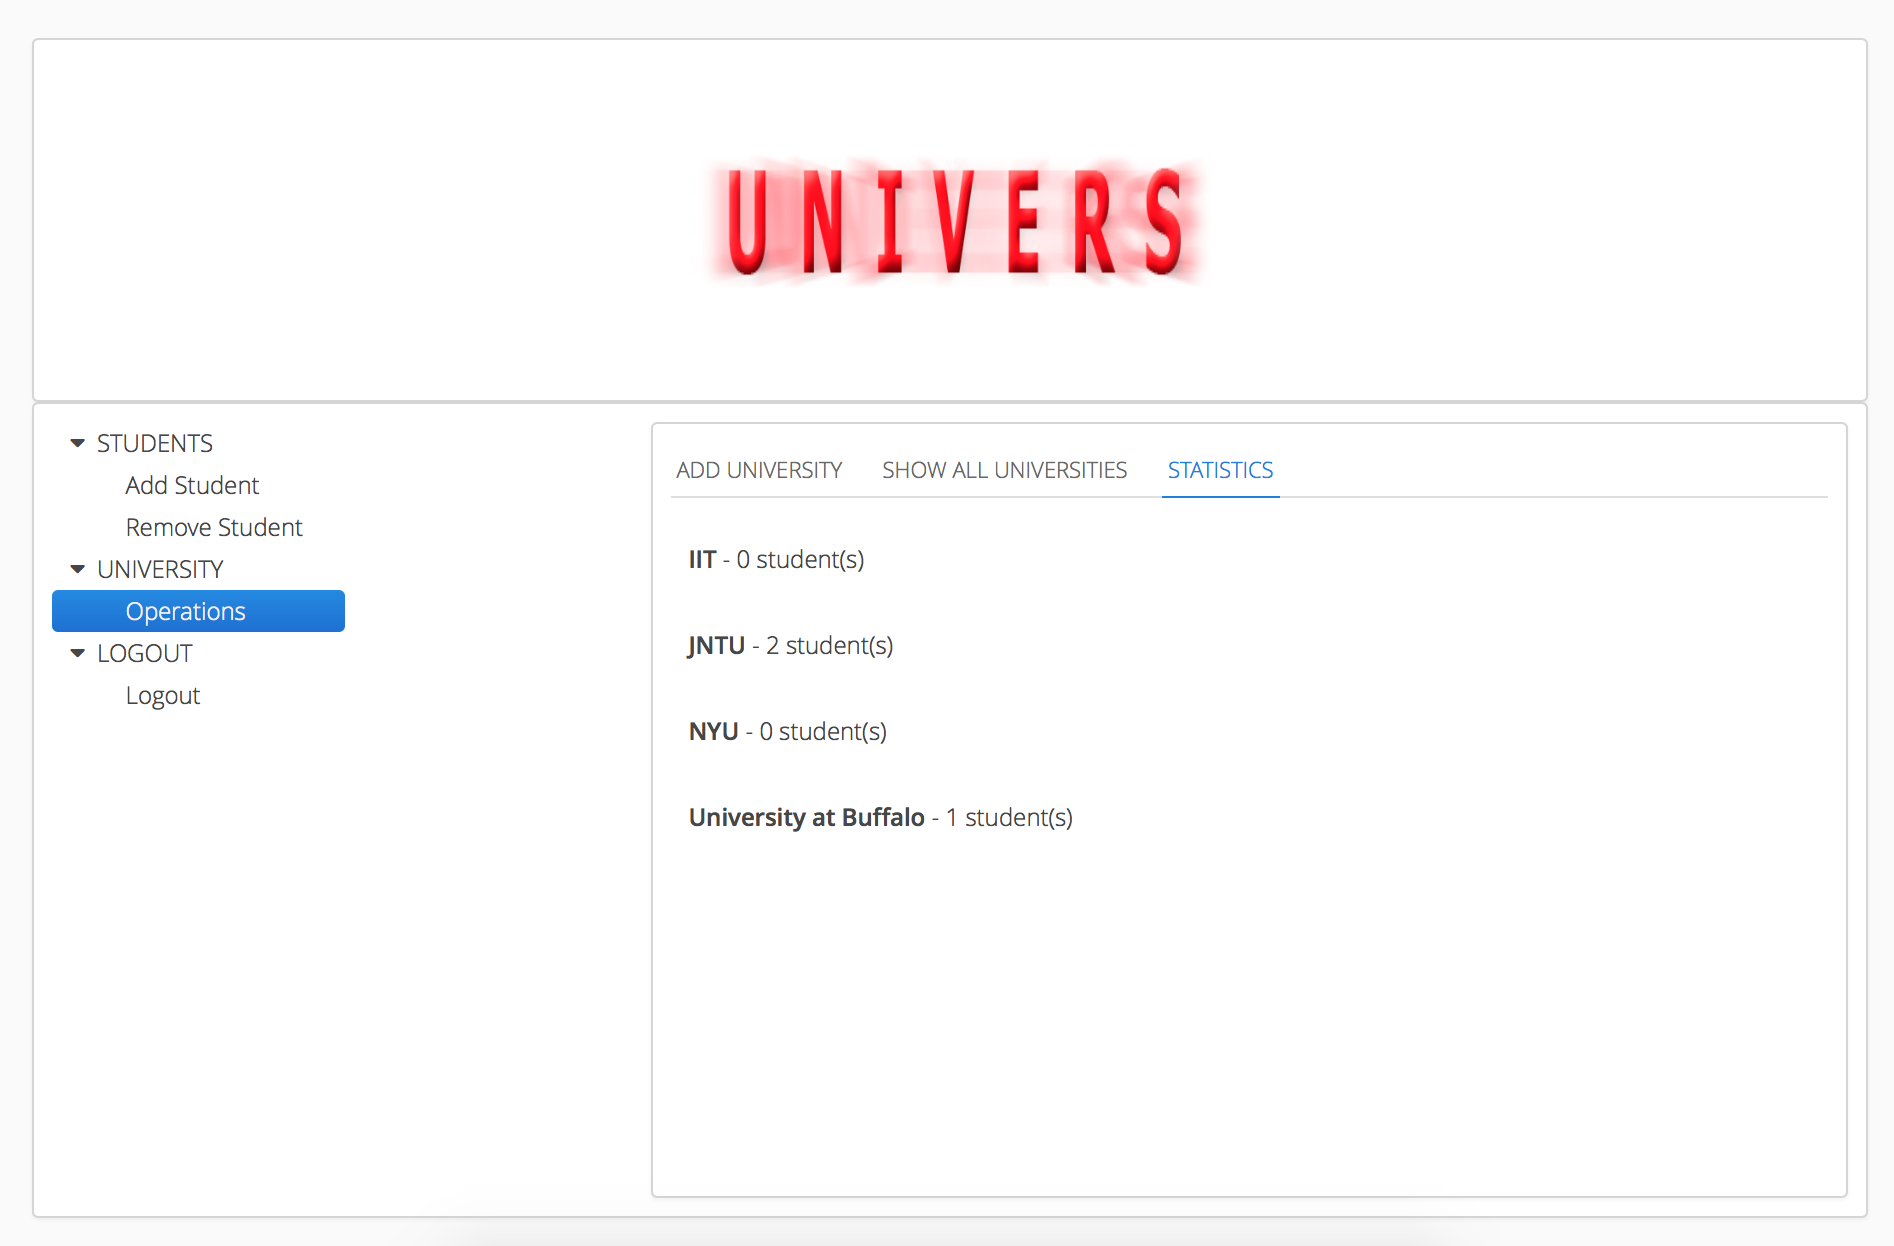 UNIVERS
STUDENTS
Add Student
Remove Student
UNIVERSITY
Operations
LOGOUT
Logout
ADD UNIVERSITY SHOW ALL UNIVERSITIES STATISTICS
IIT - 0 student(s)
JNTU - 2 student(s)
NYU - 0 student(s)
University at Buffalo - 1 student(s)